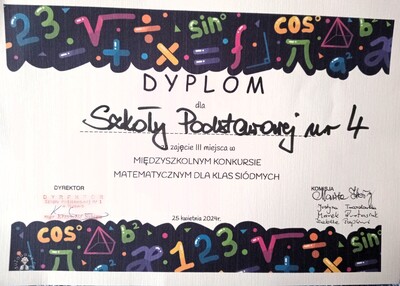 DYPLOM
dla
Szkoły Podstawowej nr 4
zajęcie III miejsca w
MIĘDZYSZKOLNYM KONKURSIE
MATEMATYCZNYM DLA KLAS SIÓDMYCH
DYREKTOR
KOMISJA
DYREKTOR
25 kwietnia 2024r.